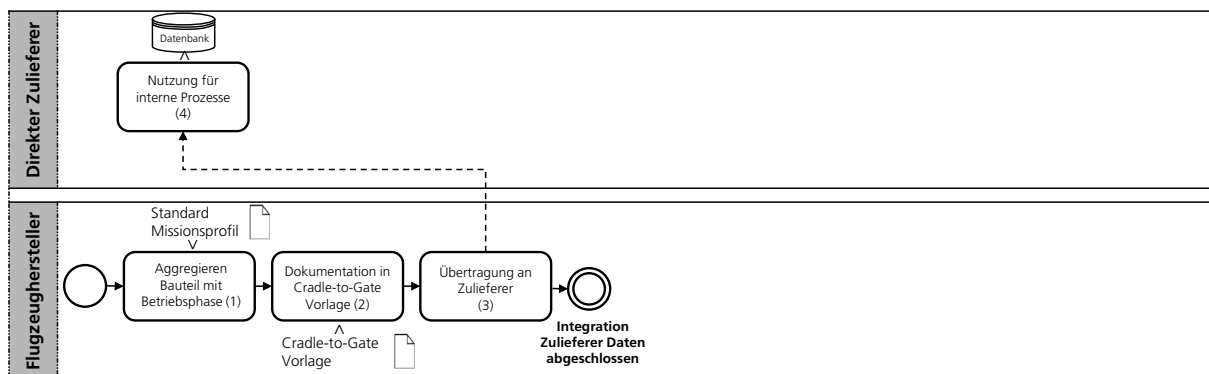 Direkter Zulieferer
Datenbank
Nutzung für
interne Prozesse
(4)
Flugzeughersteller
Standard
Missionsprofil
Aggregieren
Bauteil mit
Betriebsphase (1)
Dokumentation in
Cradle-to-Gate
Vorlage (2)
Übertragung an
Zulieferer
(3)
Cradle-to-Gate
Vorlage
Integration
Zulieferer Daten
abgeschlossen